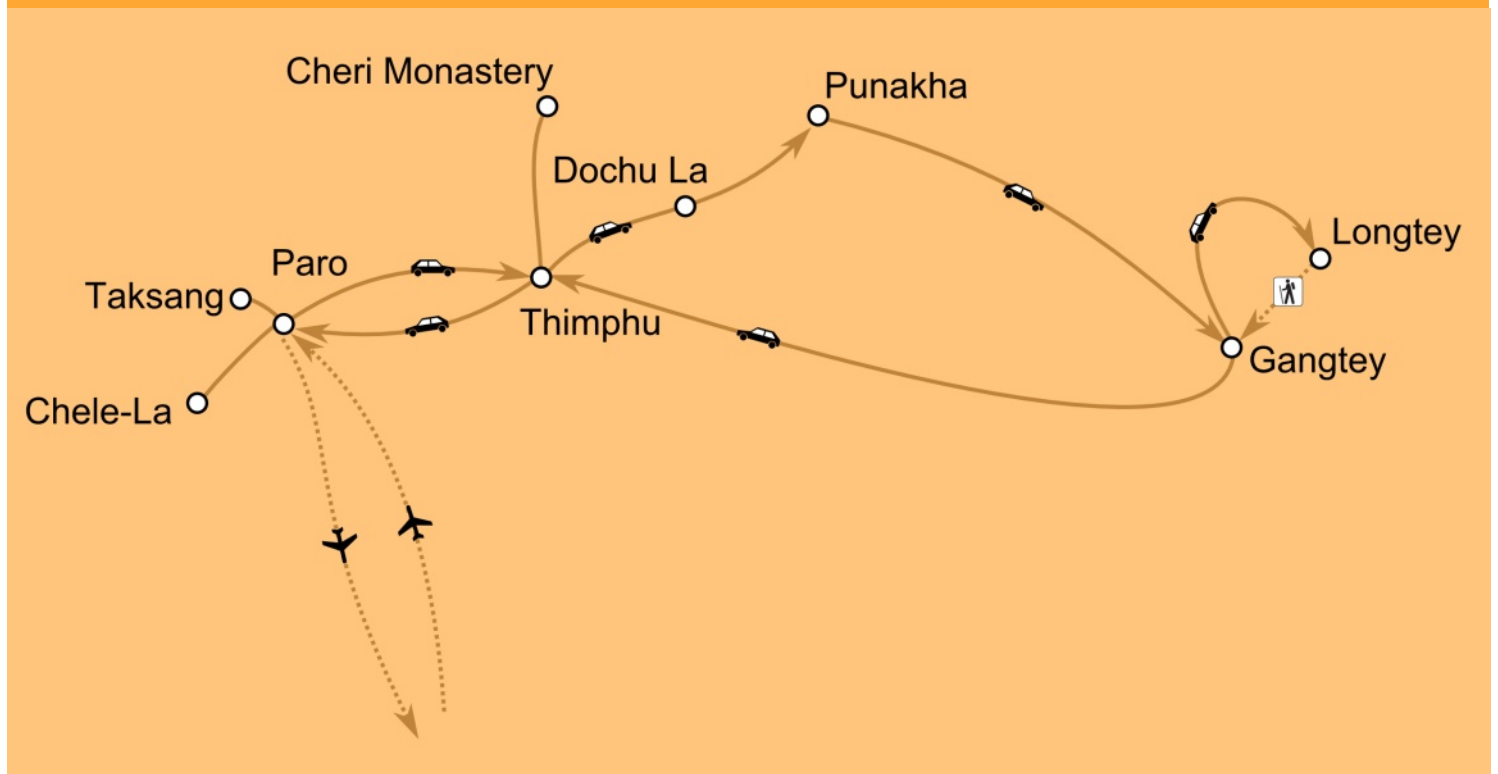 Cheri Monastery
Punakha
Dochu La
Longtey
Paro
Taksang
Thimphu
Gangtey
Chele-La